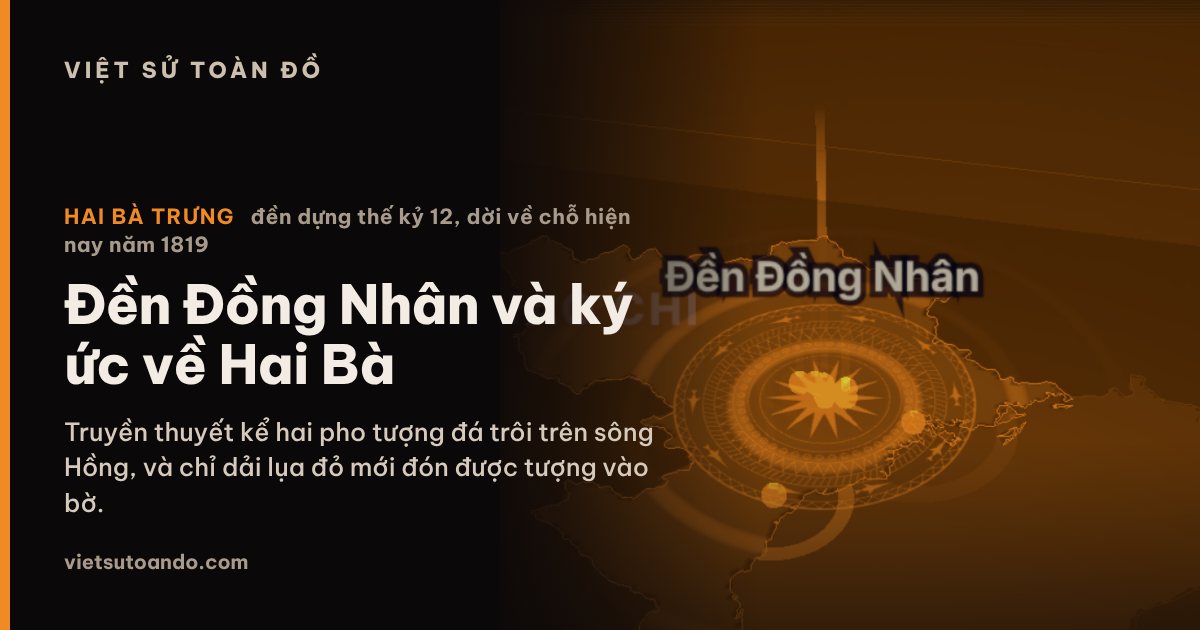 VIỆT SỬ TOÀN ĐỒ
HAI BÀ TRƯNG đền dựng thế kỷ 12, dời về chỗ hiện
nay năm 1819
Đền Đồng Nhân và ký
ức về Hai Bà
Truyền thuyết kể hai pho tượng đá trôi trên sông
Hồng, và chỉ dải lụa đỏ mới đón được tượng vào
bờ.
vietsutoando.com
Đền Đồng Nhân